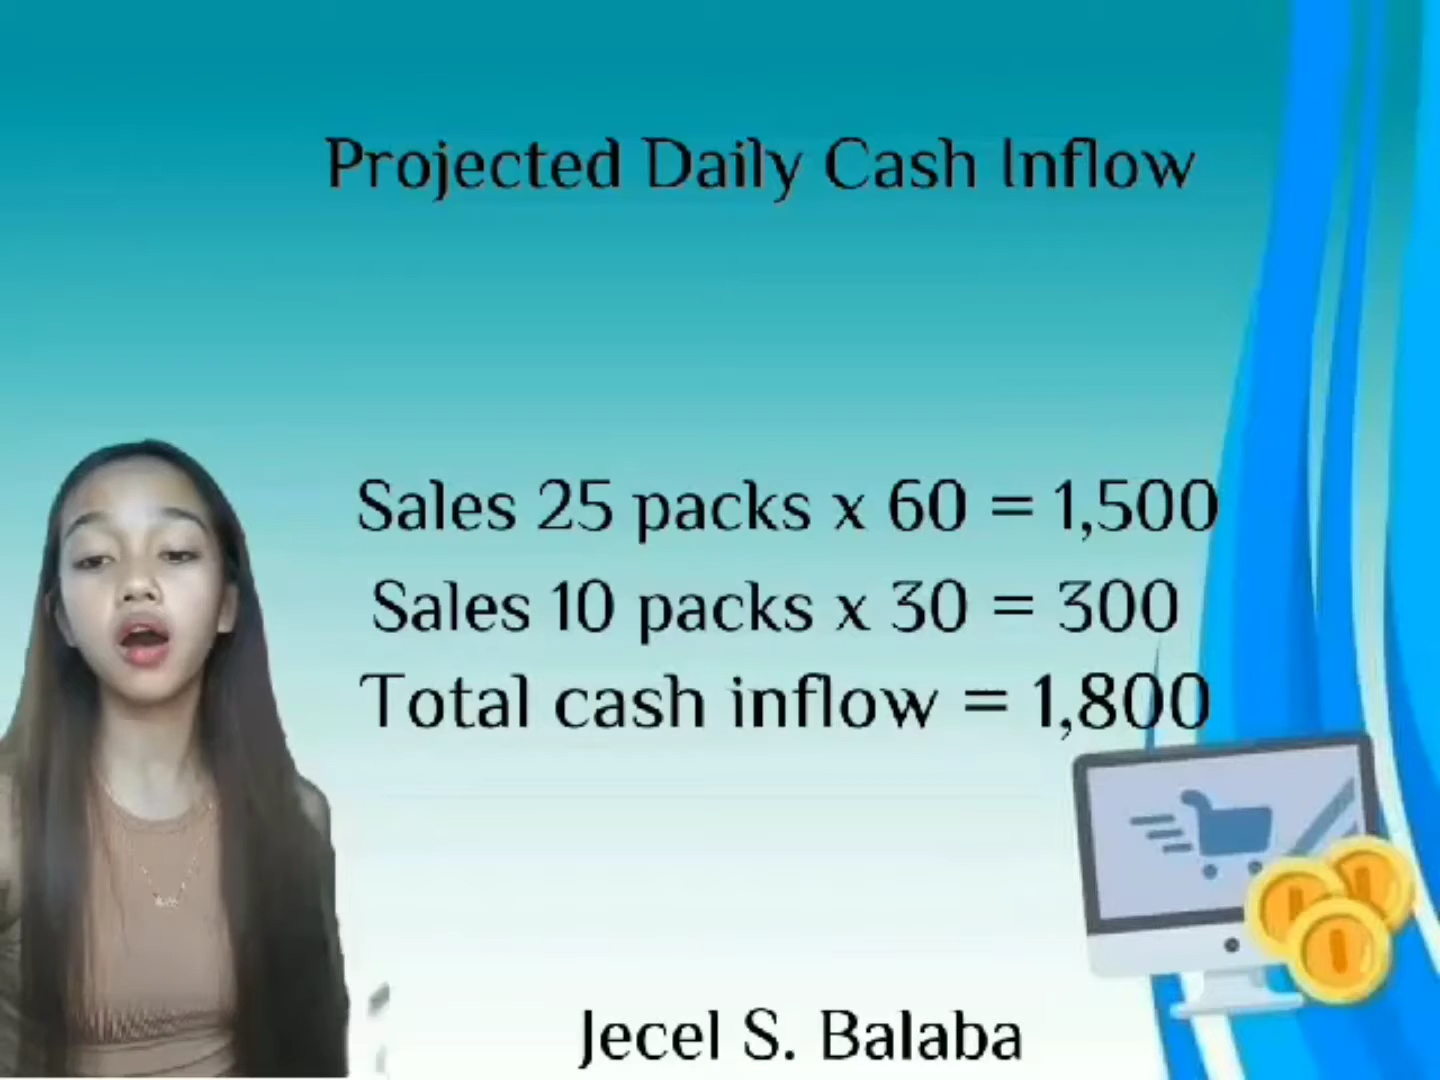 Projected Daily Cash Inflow
Sales 25 packs x 60 = 1,500
Sales 10 packs x 30 = 300
Total cash inflow = 1,800
Jecel S. Balaba